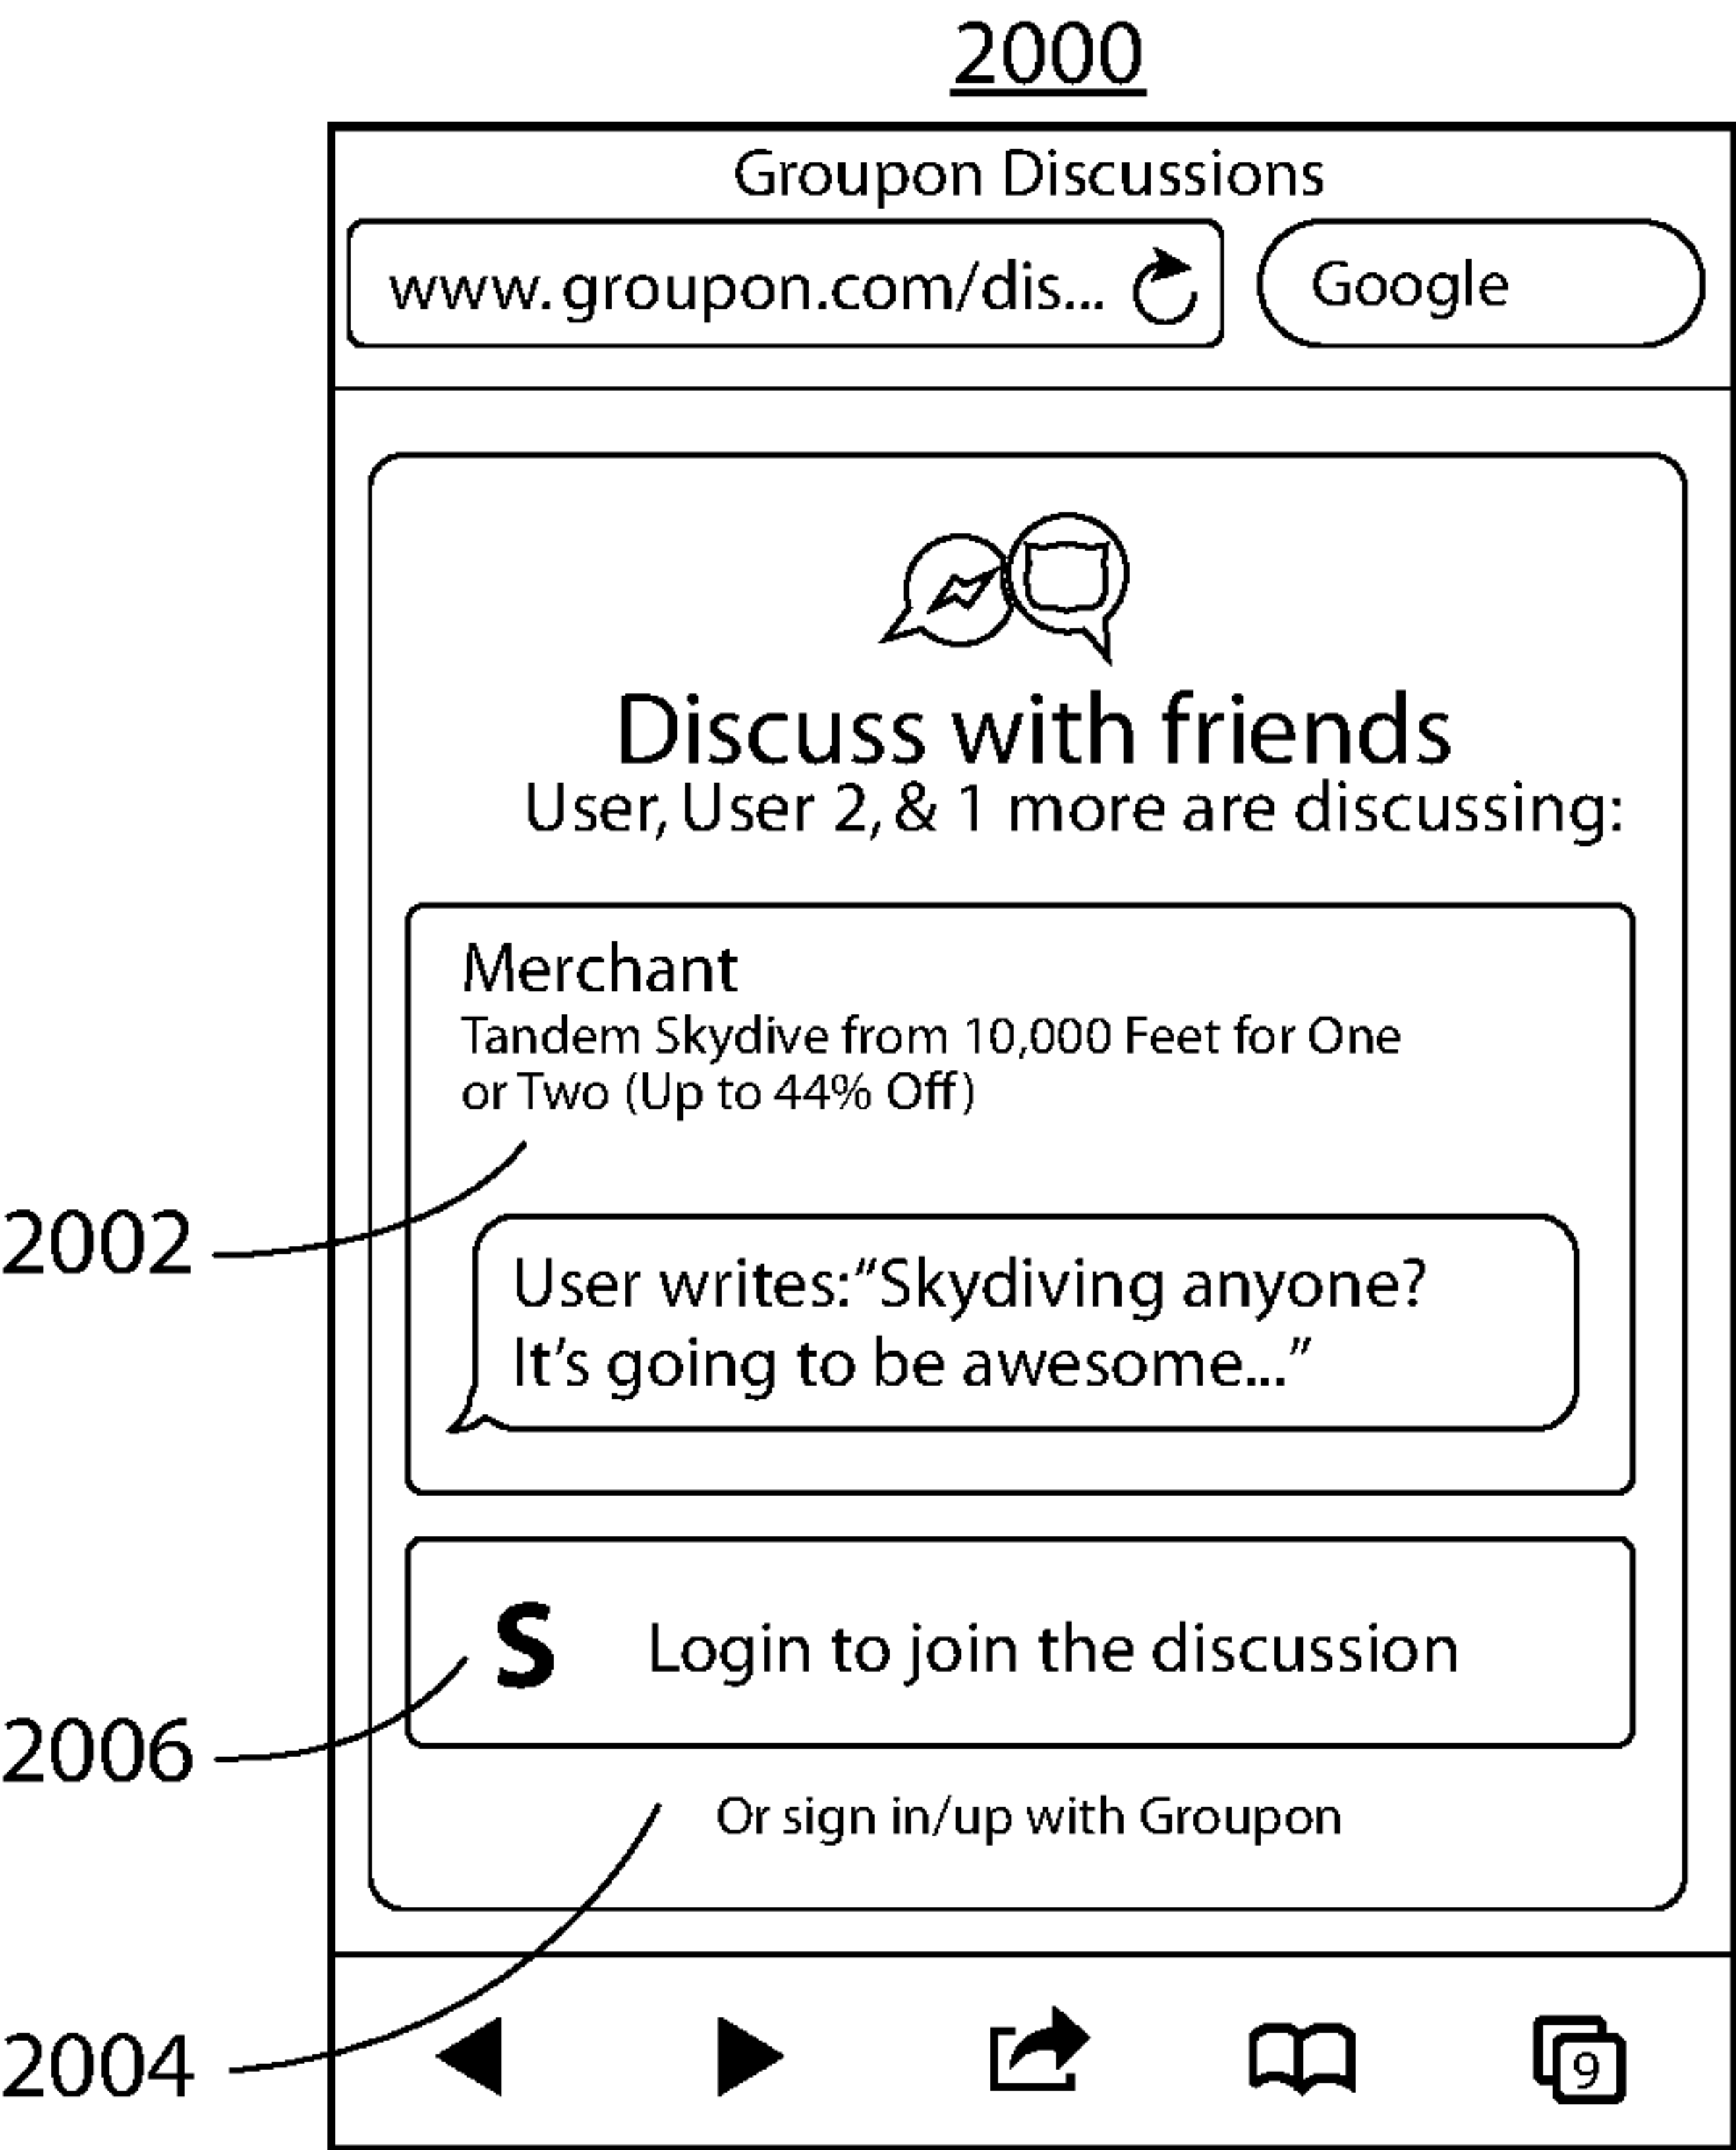 2000
Groupon Discussions
www.groupon.com/dis...
Google
Discuss with friends
User, User 2, & 1 more are discussing:
Merchant
Tandem Skydive from 10,000 Feet for One
or Two (Up to 44% Off)
2002
User writes:“Skydiving anyone?
It’s going to be awesome...”
S
Login to join the discussion
2006
Or sign in/up with Groupon
2004
9